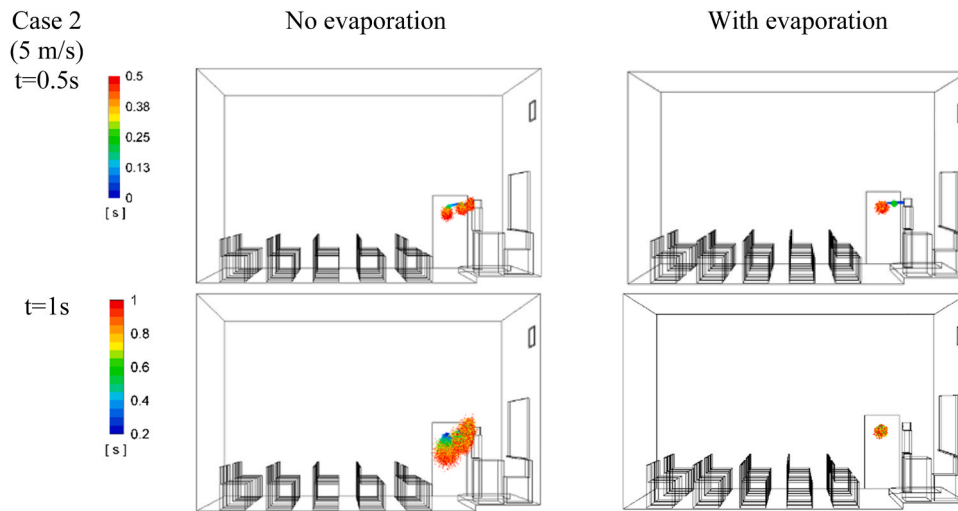 Case 2
(5 m/s)
t=0.5s
No evaporation
With evaporation
0.5
0.38
0.25
0.13
0
[ s ]
t=1s
1
0.8
0.6
0.4
0.2
[ s ]